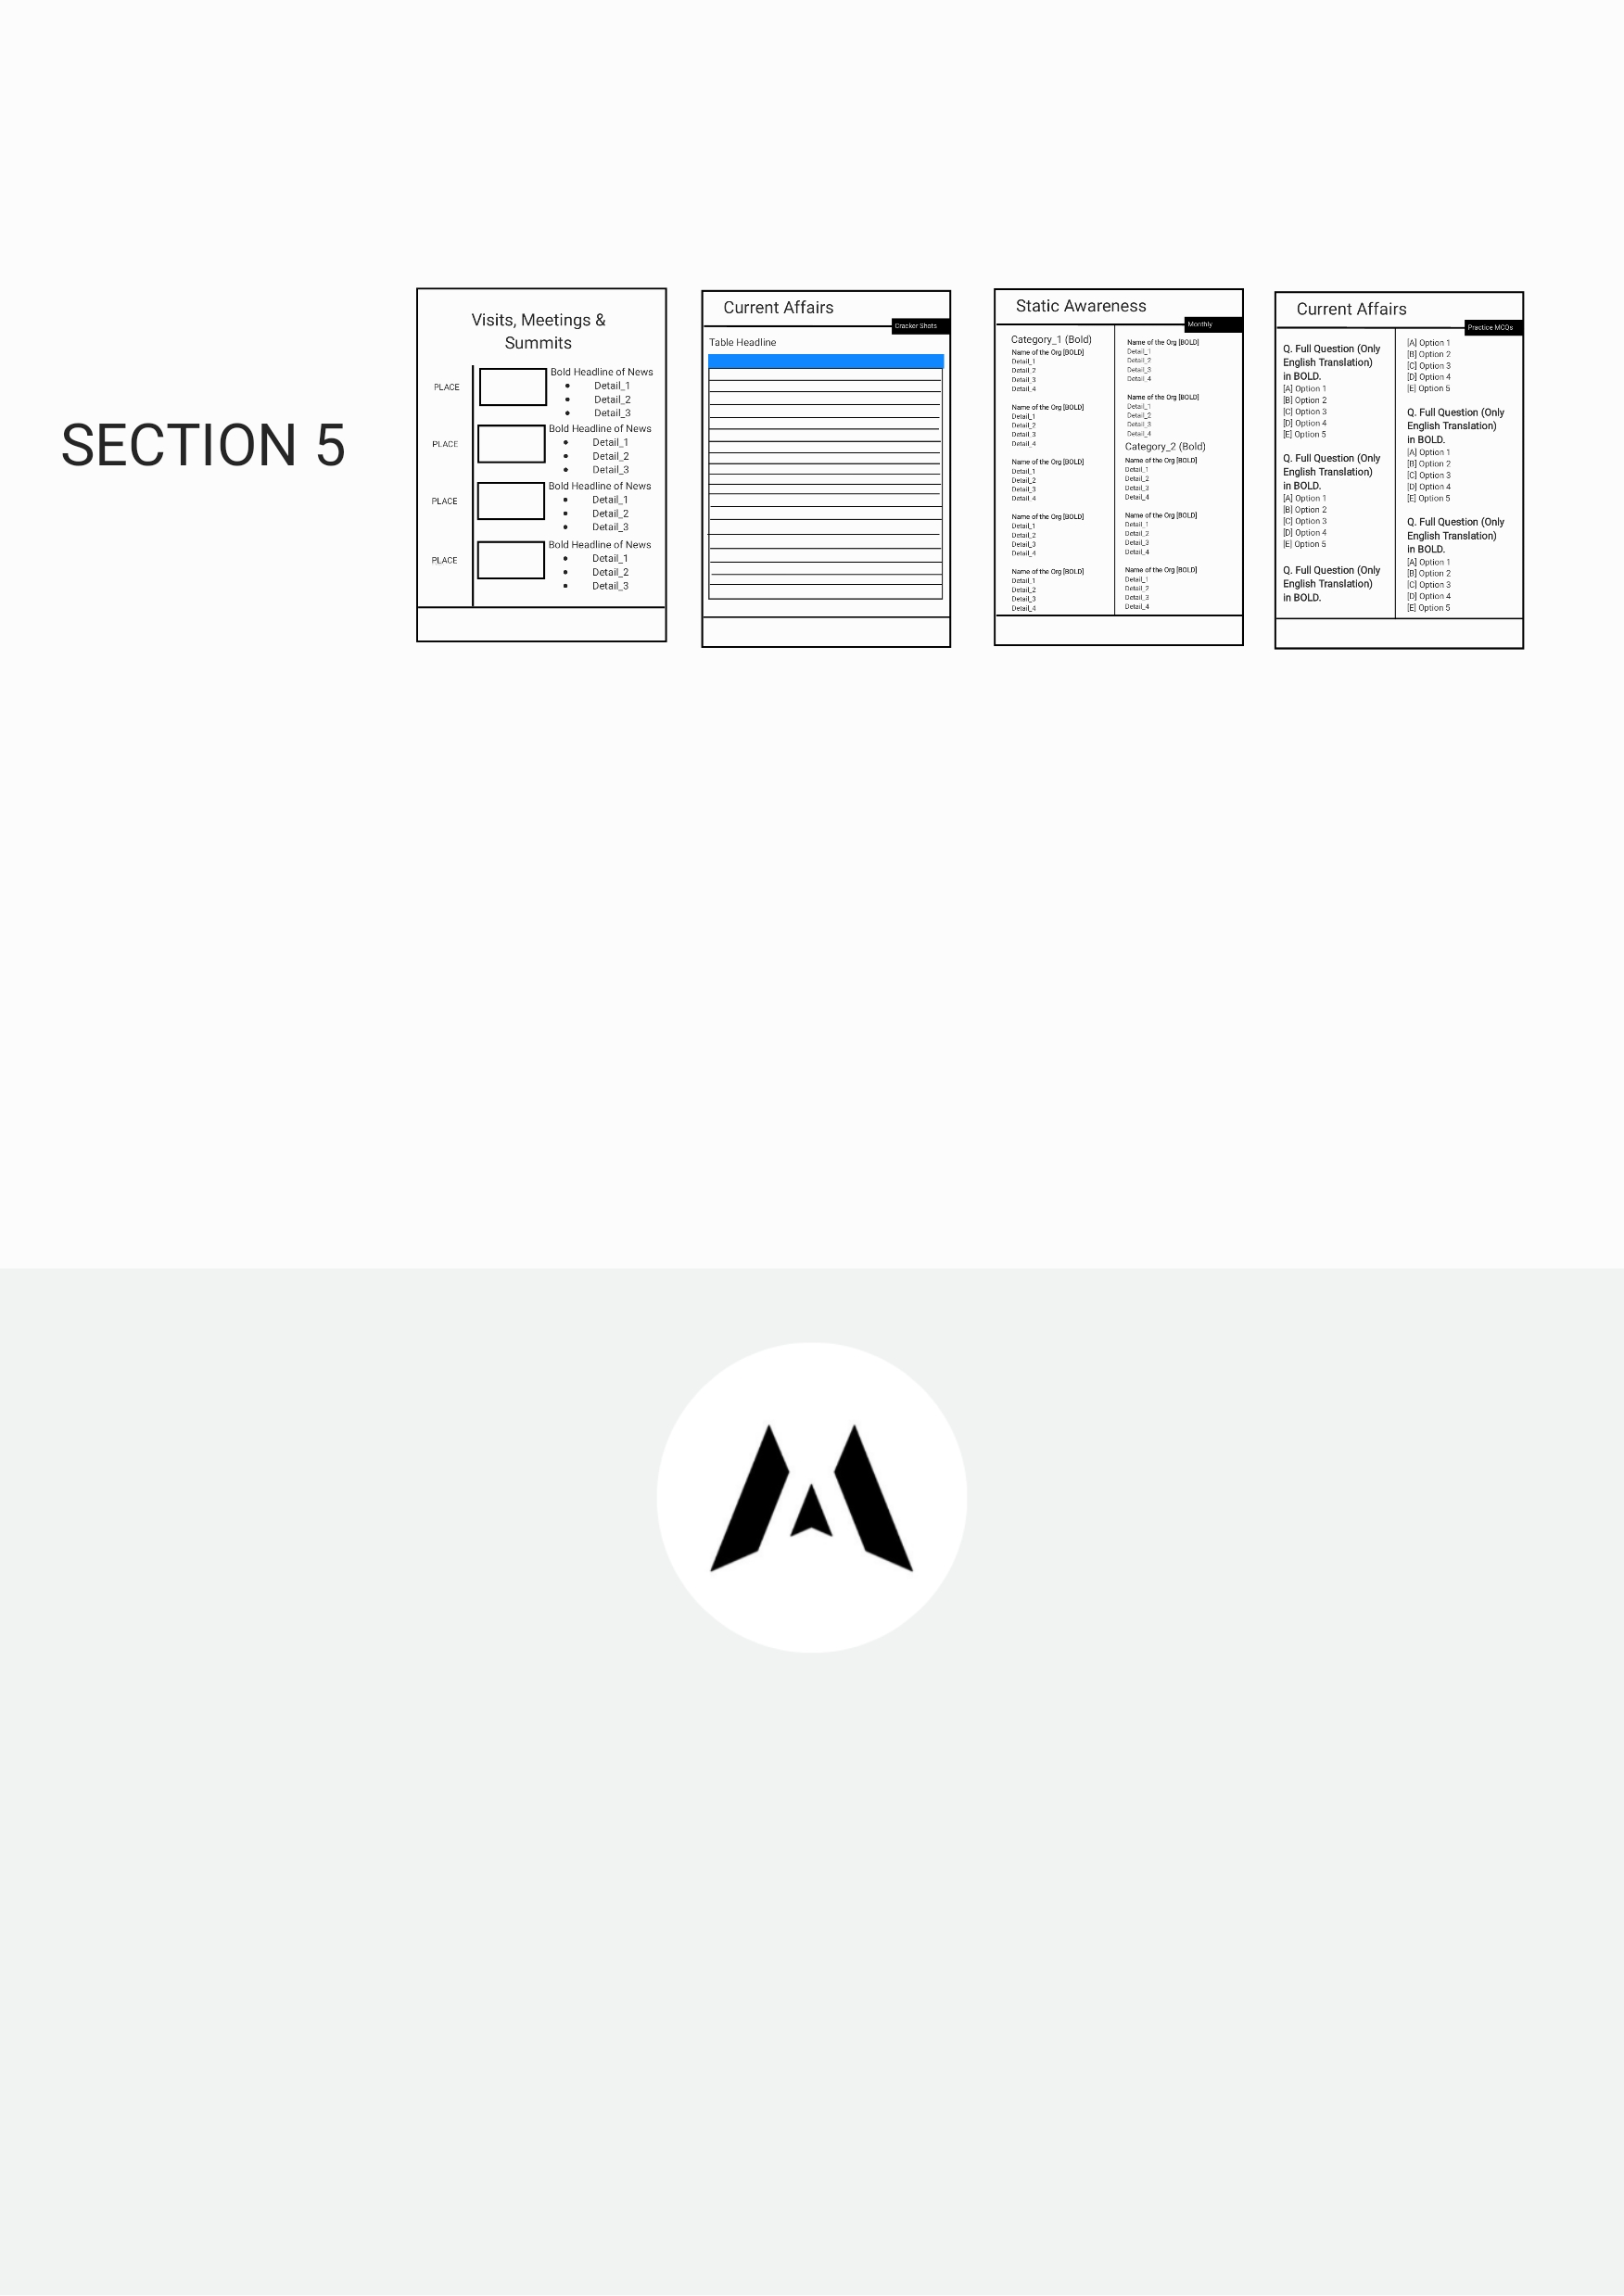 SECTION 5
Visits, Meetings &
Summits
PLACE
Bold Headline of News
• Detail_1
• Detail_2
• Detail_3
PLACE
Bold Headline of News
• Detail_1
• Detail_2
• Detail_3
PLACE
Bold Headline of News
• Detail_1
• Detail_2
• Detail_3
PLACE
Bold Headline of News
• Detail_1
• Detail_2
• Detail_3
Current Affairs
Cracker Shots
Table Headline
Static Awareness
Monthly
Category_1 (Bold)
Name of the Org [BOLD]
Detail_1
Detail_2
Detail_3
Detail_4
Name of the Org [BOLD]
Detail_1
Detail_2
Detail_3
Detail_4
Name of the Org [BOLD]
Detail_1
Detail_2
Detail_3
Detail_4
Name of the Org [BOLD]
Detail_1
Detail_2
Detail_3
Detail_4
Name of the Org [BOLD]
Detail_1
Detail_2
Detail_3
Detail_4
Name of the Org [BOLD]
Detail_1
Detail_2
Detail_3
Detail_4
Name of the Org [BOLD]
Detail_1
Detail_2
Detail_3
Detail_4
Category_2 (Bold)
Name of the Org [BOLD]
Detail_1
Detail_2
Detail_3
Detail_4
Name of the Org [BOLD]
Detail_1
Detail_2
Detail_3
Detail_4
Name of the Org [BOLD]
Detail_1
Detail_2
Detail_3
Detail_4
Current Affairs
Practice MCQs
Q. Full Question (Only
English Translation)
in BOLD.
[A] Option 1
[B] Option 2
[C] Option 3
[D] Option 4
[E] Option 5
Q. Full Question (Only
English Translation)
in BOLD.
[A] Option 1
[B] Option 2
[C] Option 3
[D] Option 4
[E] Option 5
Q. Full Question (Only
English Translation)
in BOLD.
[A] Option 1
[B] Option 2
[C] Option 3
[D] Option 4
[E] Option 5
Q. Full Question (Only
English Translation)
in BOLD.
[A] Option 1
[B] Option 2
[C] Option 3
[D] Option 4
[E] Option 5
Q. Full Question (Only
English Translation)
in BOLD.
[A] Option 1
[B] Option 2
[C] Option 3
[D] Option 4
[E] Option 5